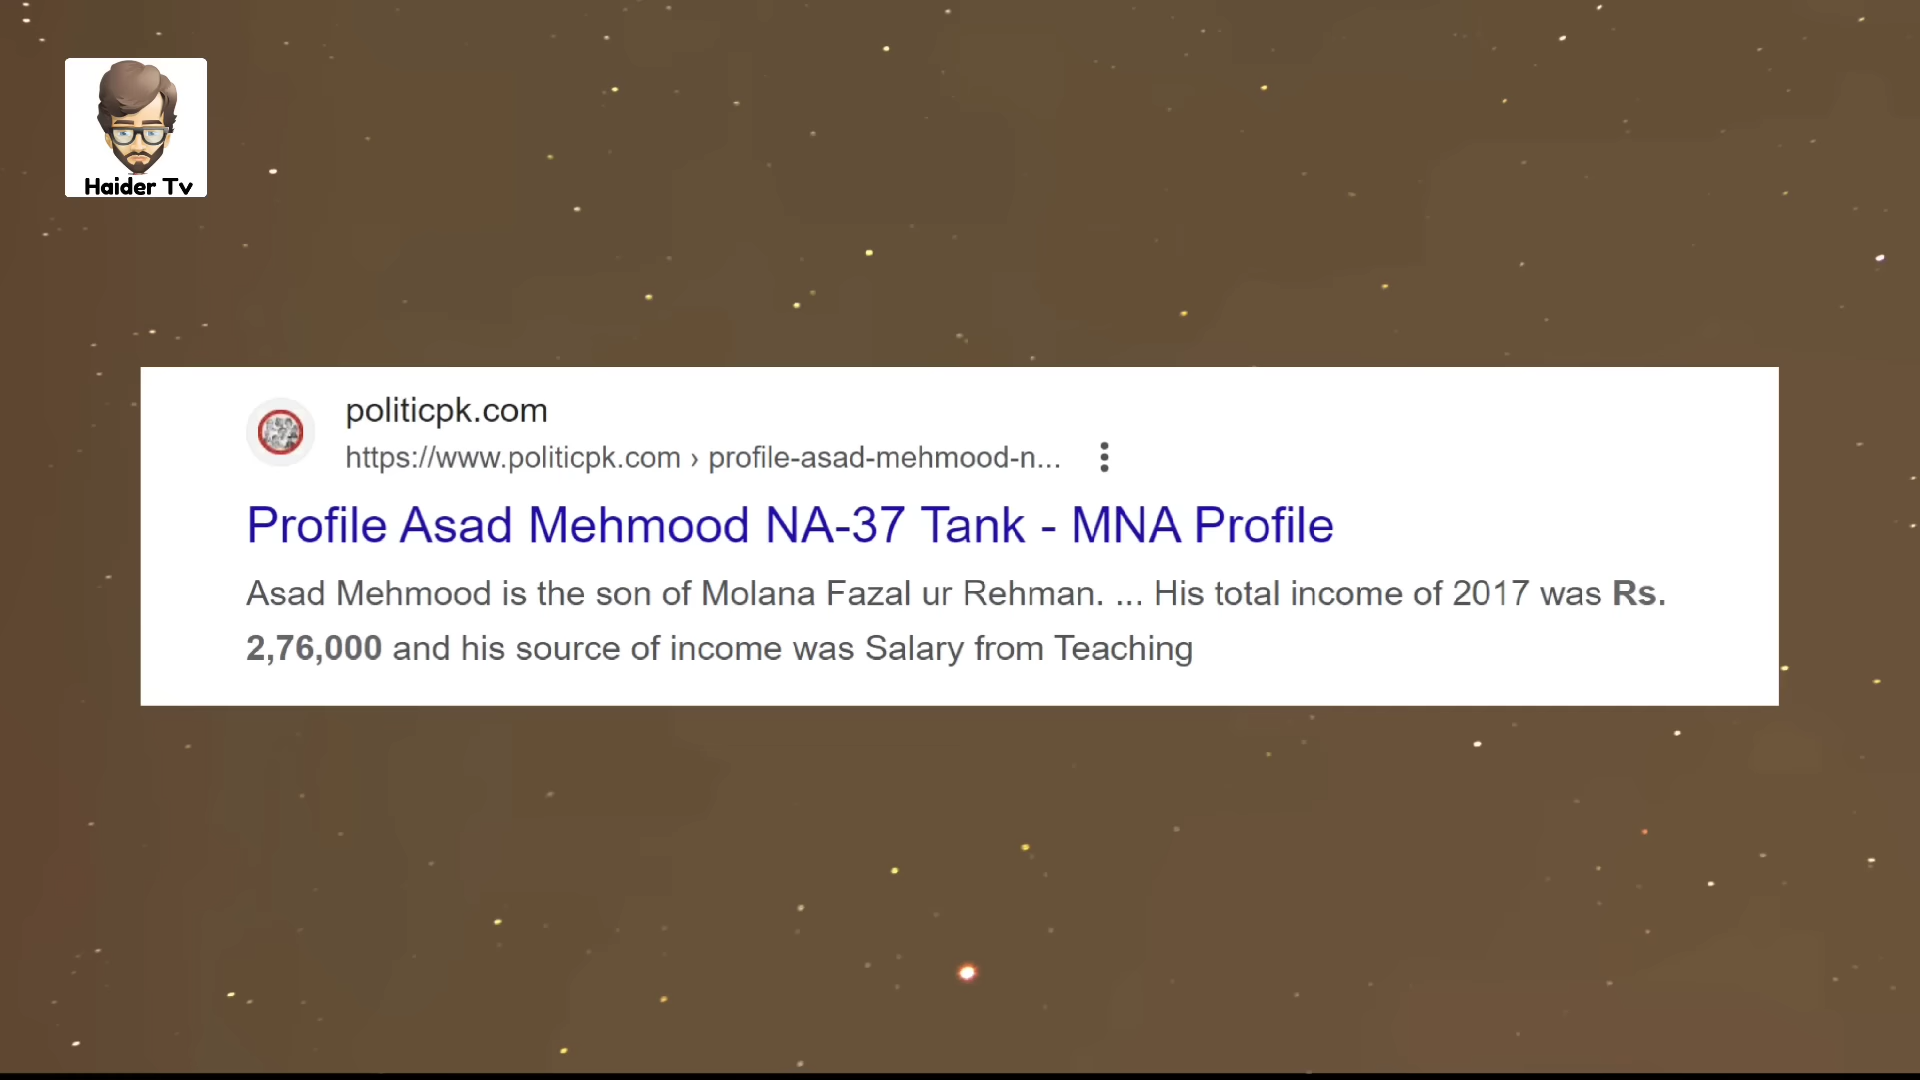 Haider Tv
politicpk.com
https://www.politicpk.com › profile-asad-mehmood-n...
Profile Asad Mehmood NA-37 Tank - MNA Profile
Asad Mehmood is the son of Molana Fazal ur Rehman. ... His total income of 2017 was Rs.
2,76,000 and his source of income was Salary from Teaching